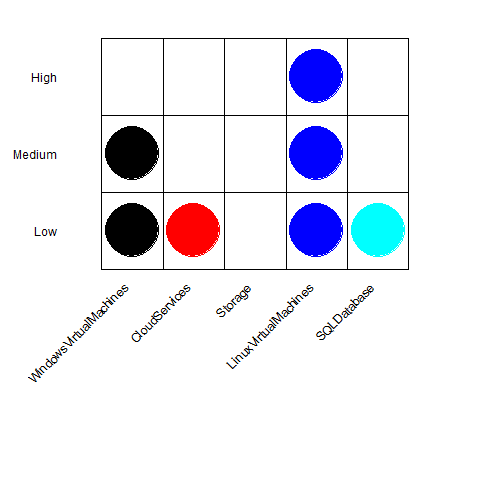 High
Medium
Low
WindowsVirtualMachines
CloudServices
Storage
LinuxVirtualMachines
SQLDatabase